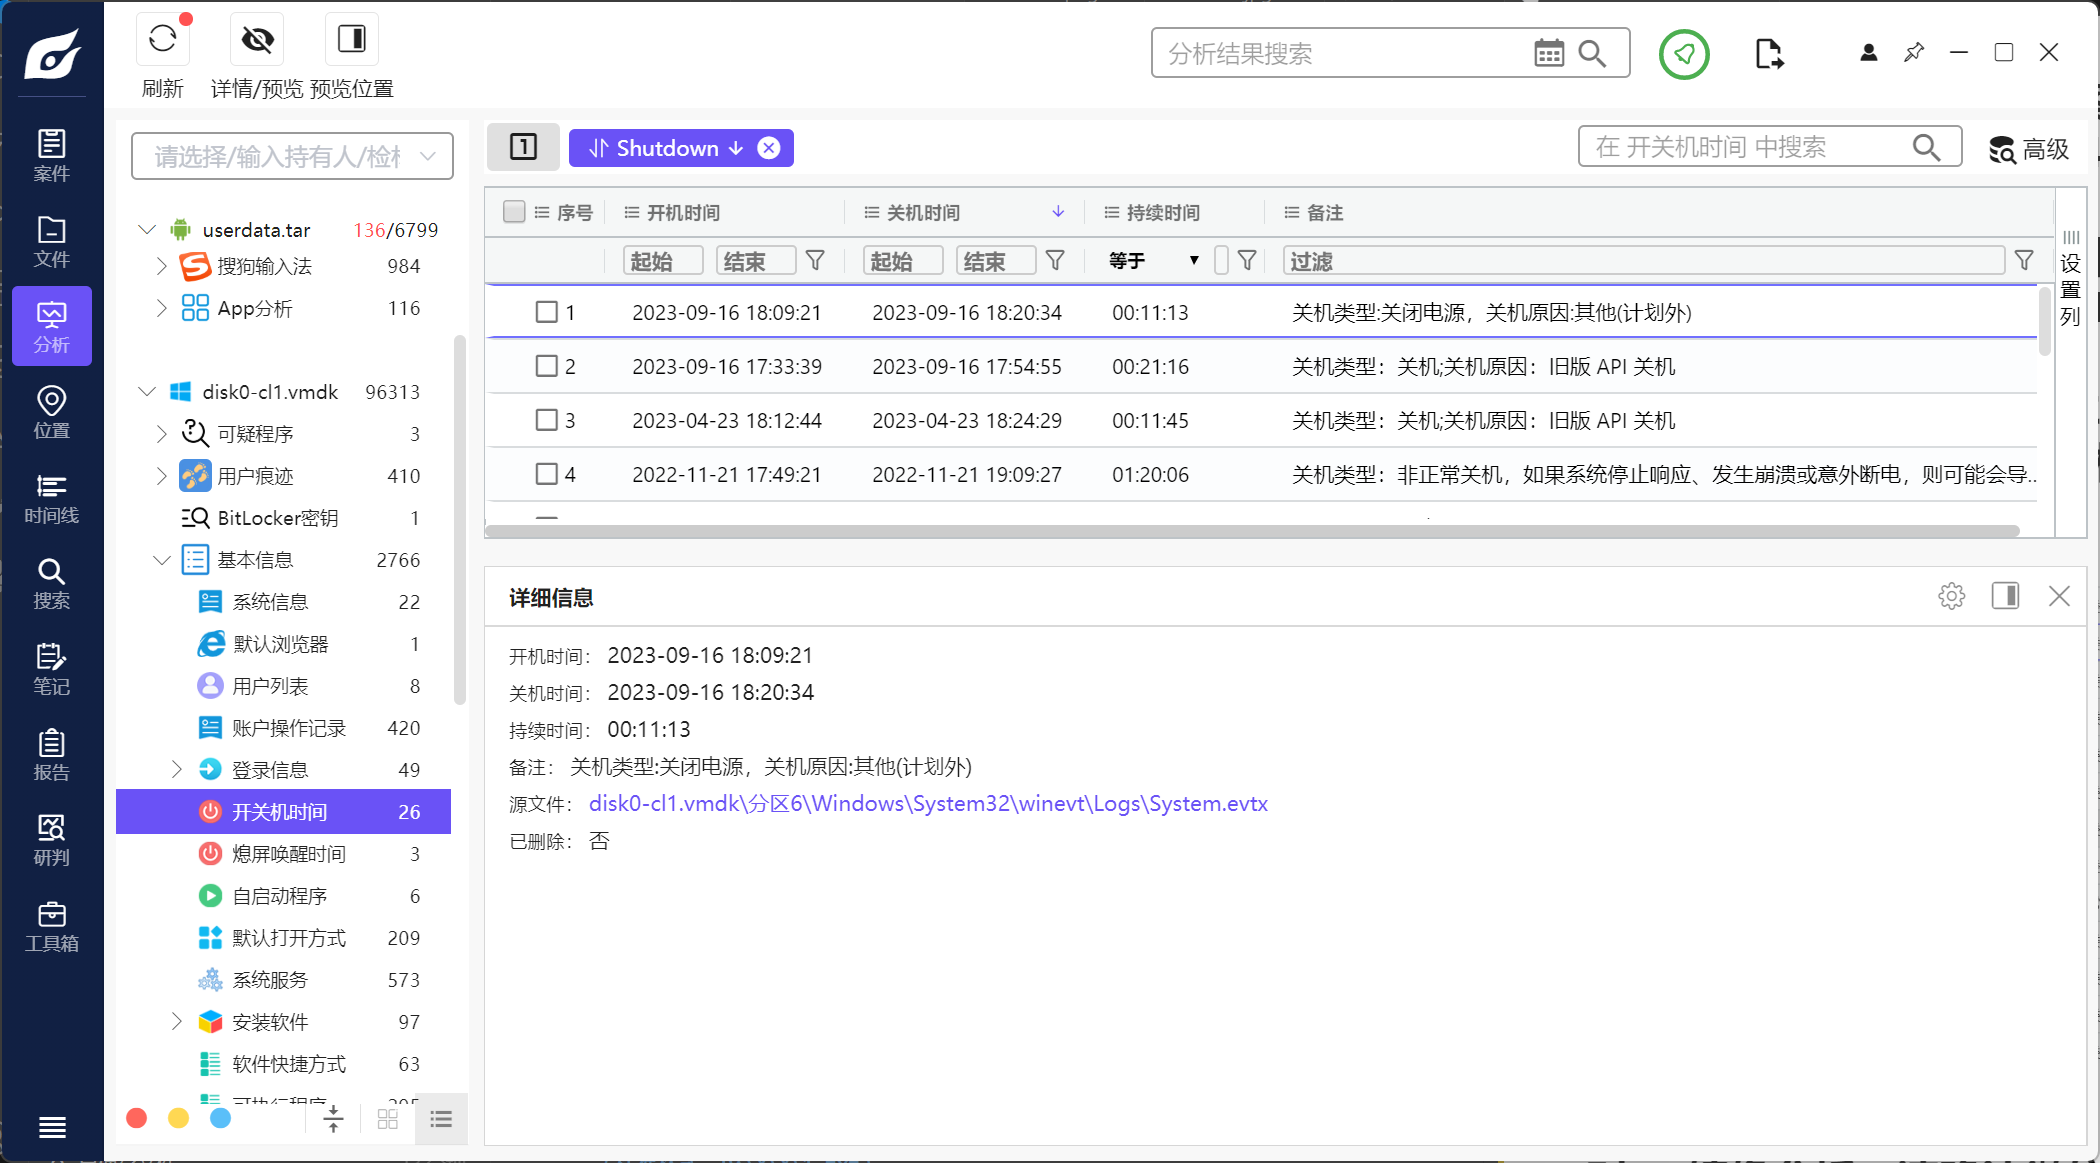 刷新
详情/预览
预览位置
分析结果搜索
案件
文件
分析
位置
时间线
搜索
笔记
报告
研判
工具箱
请选择/输入持有人/检材
userdata.tar 136/6799
搜狗输入法 984
App分析 116
disk0-cl1.vmdk 96313
可疑程序 3
用户痕迹 410
BitLocker密钥 1
基本信息 2766
系统信息 22
默认浏览器 1
用户列表 8
账户操作记录 420
登录信息 49
开关机时间 26
熄屏唤醒时间 3
自启动程序 6
默认打开方式 209
系统服务 573
安装软件 97
软件快捷方式 63
1
Shutdown
在 开关机时间 中搜索
高级
序号 开机时间 关机时间 持续时间 备注
起始 结束 起始 结束 等于 过滤
1 2023-09-16 18:09:21 2023-09-16 18:20:34 00:11:13 关机类型:关闭电源，关机原因:其他(计划外)
2 2023-09-16 17:33:39 2023-09-16 17:54:55 00:21:16 关机类型：关机;关机原因：旧版 API 关机
3 2023-04-23 18:12:44 2023-04-23 18:24:29 00:11:45 关机类型：关机;关机原因：旧版 API 关机
4 2022-11-21 17:49:21 2022-11-21 19:09:27 01:20:06 关机类型：非正常关机，如果系统停止响应、发生崩溃或意外断电，则可能会导...
设置列
详细信息
开机时间： 2023-09-16 18:09:21
关机时间： 2023-09-16 18:20:34
持续时间： 00:11:13
备注： 关机类型:关闭电源，关机原因:其他(计划外)
源文件： disk0-cl1.vmdk\分区6\Windows\System32\winevt\Logs\System.evtx
已删除： 否